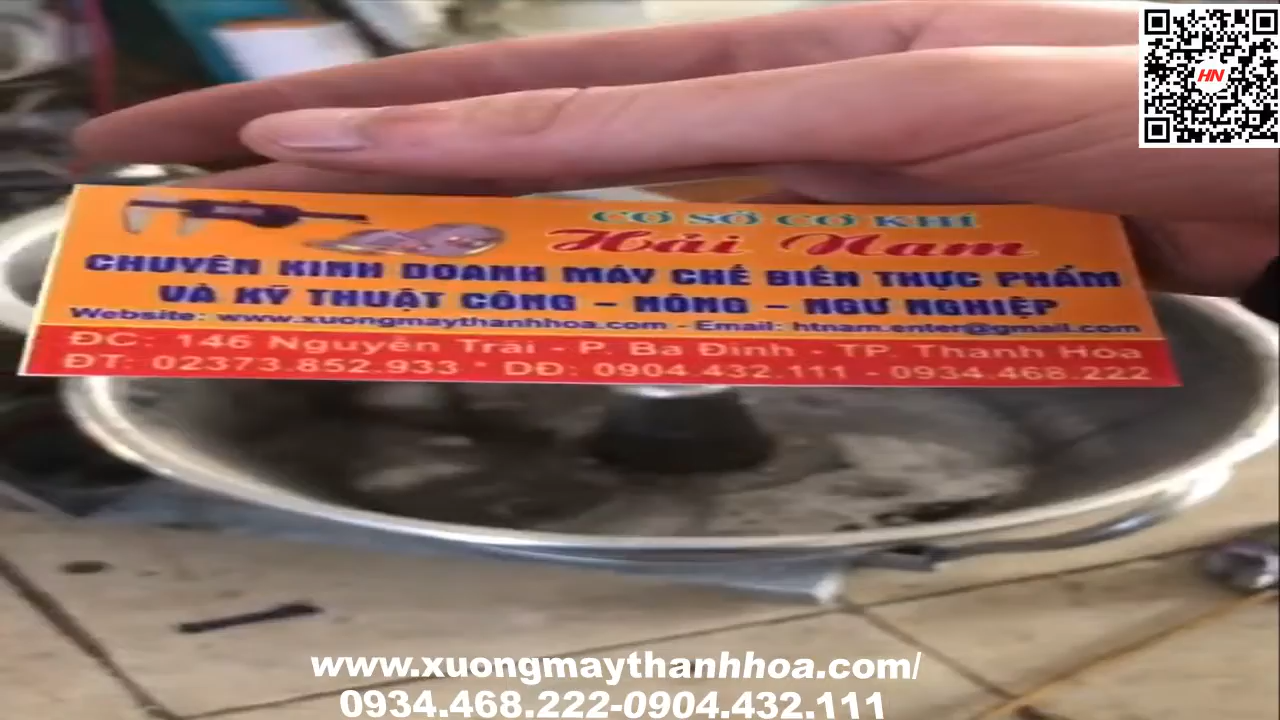 HN
CƠ SỞ CƠ KHÍ
Hải Nam
CHUYÊN KINH DOANH MÁY CHẾ BIẾN THỰC PHẨM
VÀ KỸ THUẬT CÔNG – NÔNG – NGƯ NGHIỆP
Website: www.xuongmaythanhhoa.com - Email: htnam.enter@gmail.com
ĐC: 146 Nguyễn Trãi - P. Ba Đình - TP. Thanh Hóa
ĐT: 02373.852.933 * DĐ: 0904.432.111 - 0934.468.222
www.xuongmaythanhhoa.com/
0934.468.222-0904.432.111